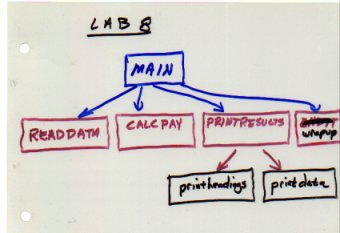 LAB 8
MAIN
READDATA CALCPAY PRINTRESULTS wrapup
printheadings printdata